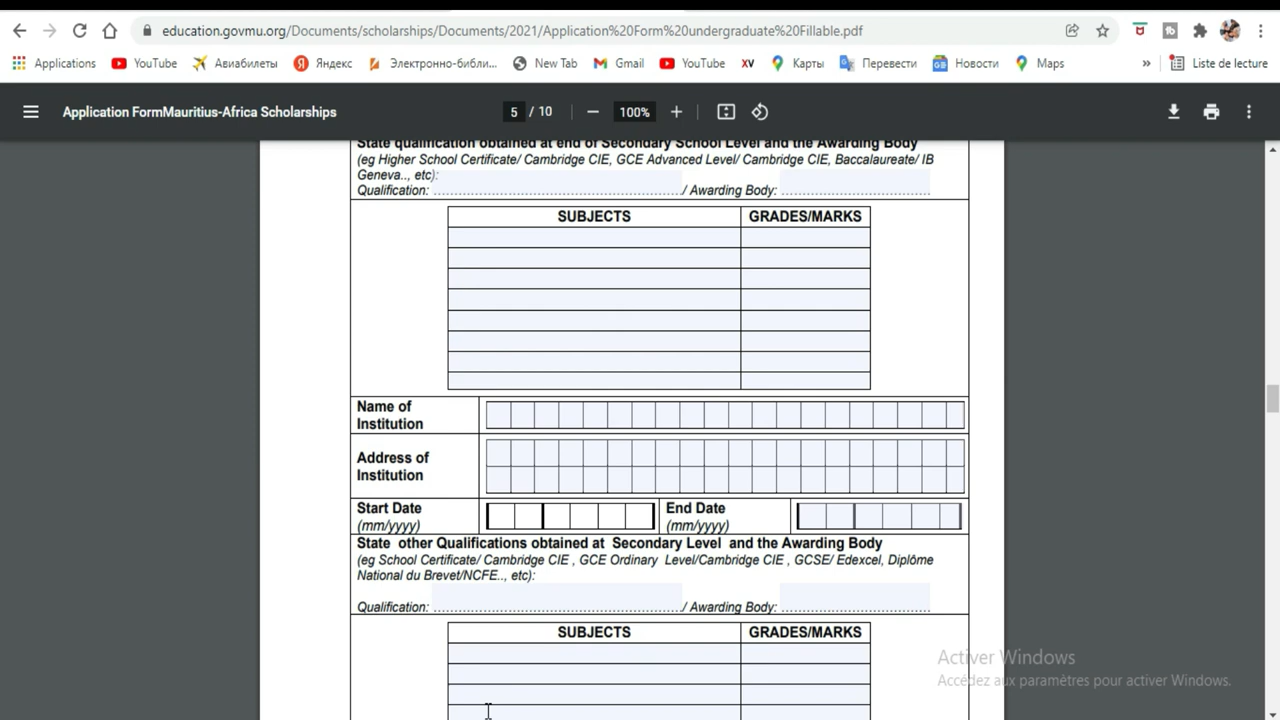 education.govmu.org/Documents/scholarships/Documents/2021/Application%20Form%20undergraduate%20Fillable.pdf
Applications YouTube Авиабилеты Яндекс Электронно-библи... New Tab Gmail YouTube XV Карты Перевести GE Новости Maps » Liste de lecture
Application FormMauritius-Africa Scholarships 5 / 10 100%
State qualification obtained at end of Secondary School Level and the Awarding Body
(eg Higher School Certificate/ Cambridge CIE, GCE Advanced Level/ Cambridge CIE, Baccalaureate/ IB
Geneva.., etc):
Qualification: ........................................./ Awarding Body: .........................
SUBJECTS GRADES/MARKS
Name of
Institution
Address of
Institution
Start Date
(mm/yyyy)
End Date
(mm/yyyy)
State other Qualifications obtained at Secondary Level and the Awarding Body
(eg School Certificate/ Cambridge CIE , GCE Ordinary Level/Cambridge CIE , GCSE/ Edexcel, Diplôme
National du Brevet/NCFE.., etc):
Qualification: ........................................./ Awarding Body: .........................
SUBJECTS GRADES/MARKS
Activer Windows
Accédez aux paramètres pour activer Windows.